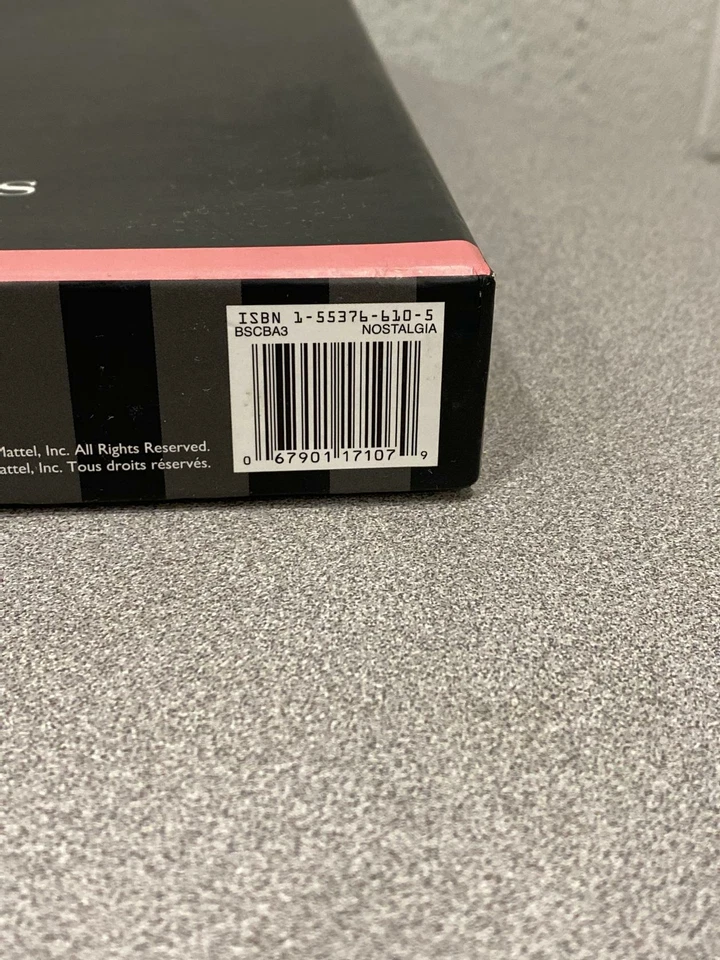 s
ISBN 1-55376-610-5
BSCBA3 NOSTALGIA
0 67901 17107 9
Mattel, Inc. All Rights Reserved.
Mattel, Inc. Tous droits réservés.